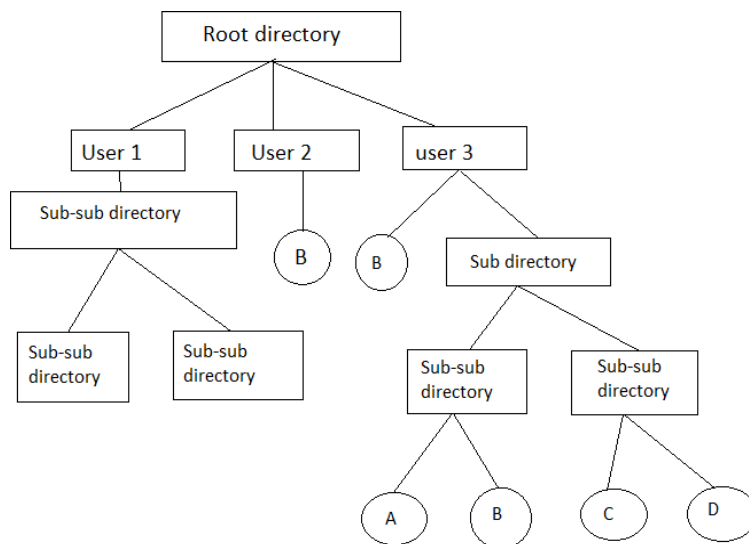 Root directory
User 1
User 2
user 3
Sub-sub directory
B
B
Sub directory
Sub-sub
directory
Sub-sub
directory
Sub-sub
directory
Sub-sub
directory
A
B
C
D